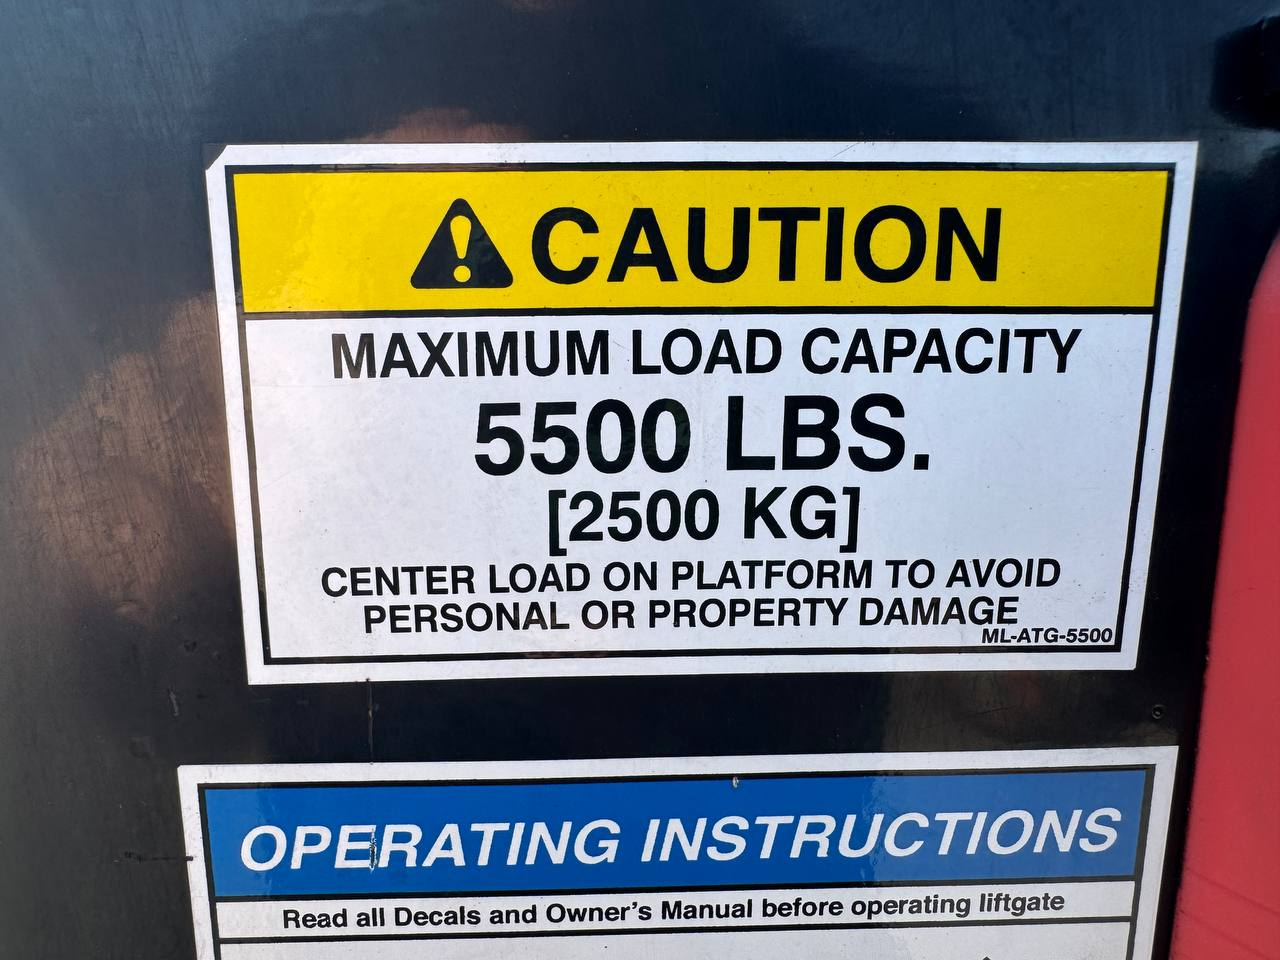 CAUTION
MAXIMUM LOAD CAPACITY
5500 LBS.
[2500 KG]
CENTER LOAD ON PLATFORM TO AVOID
PERSONAL OR PROPERTY DAMAGE
ML-ATG-5500
OPERATING INSTRUCTIONS
Read all Decals and Owner's Manual before operating liftgate